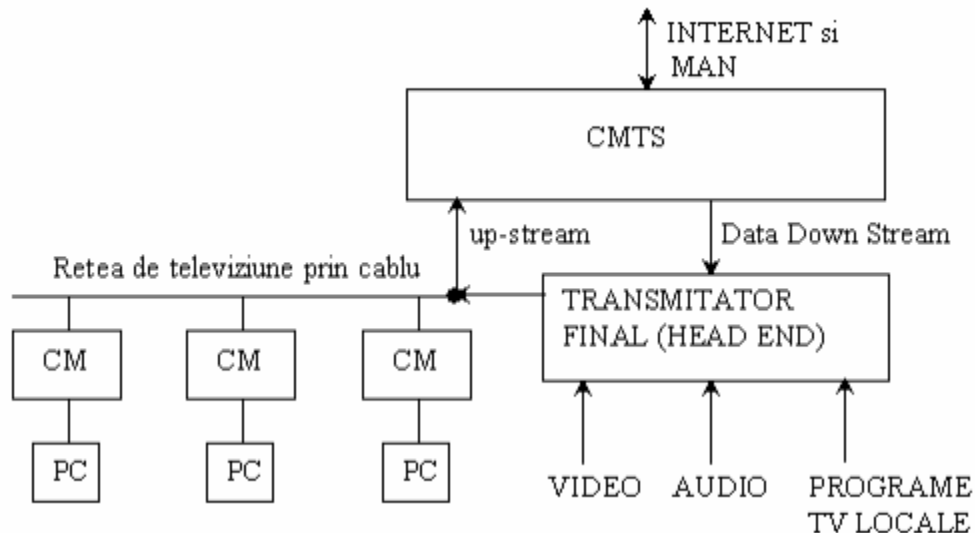 INTERNET si
MAN
CMTS
up-stream
Data Down Stream
Retea de televiziune prin cablu
TRANSMITATOR
FINAL (HEAD END)
CM
CM
CM
PC
PC
PC
VIDEO
AUDIO
PROGRAME
TV LOCALE